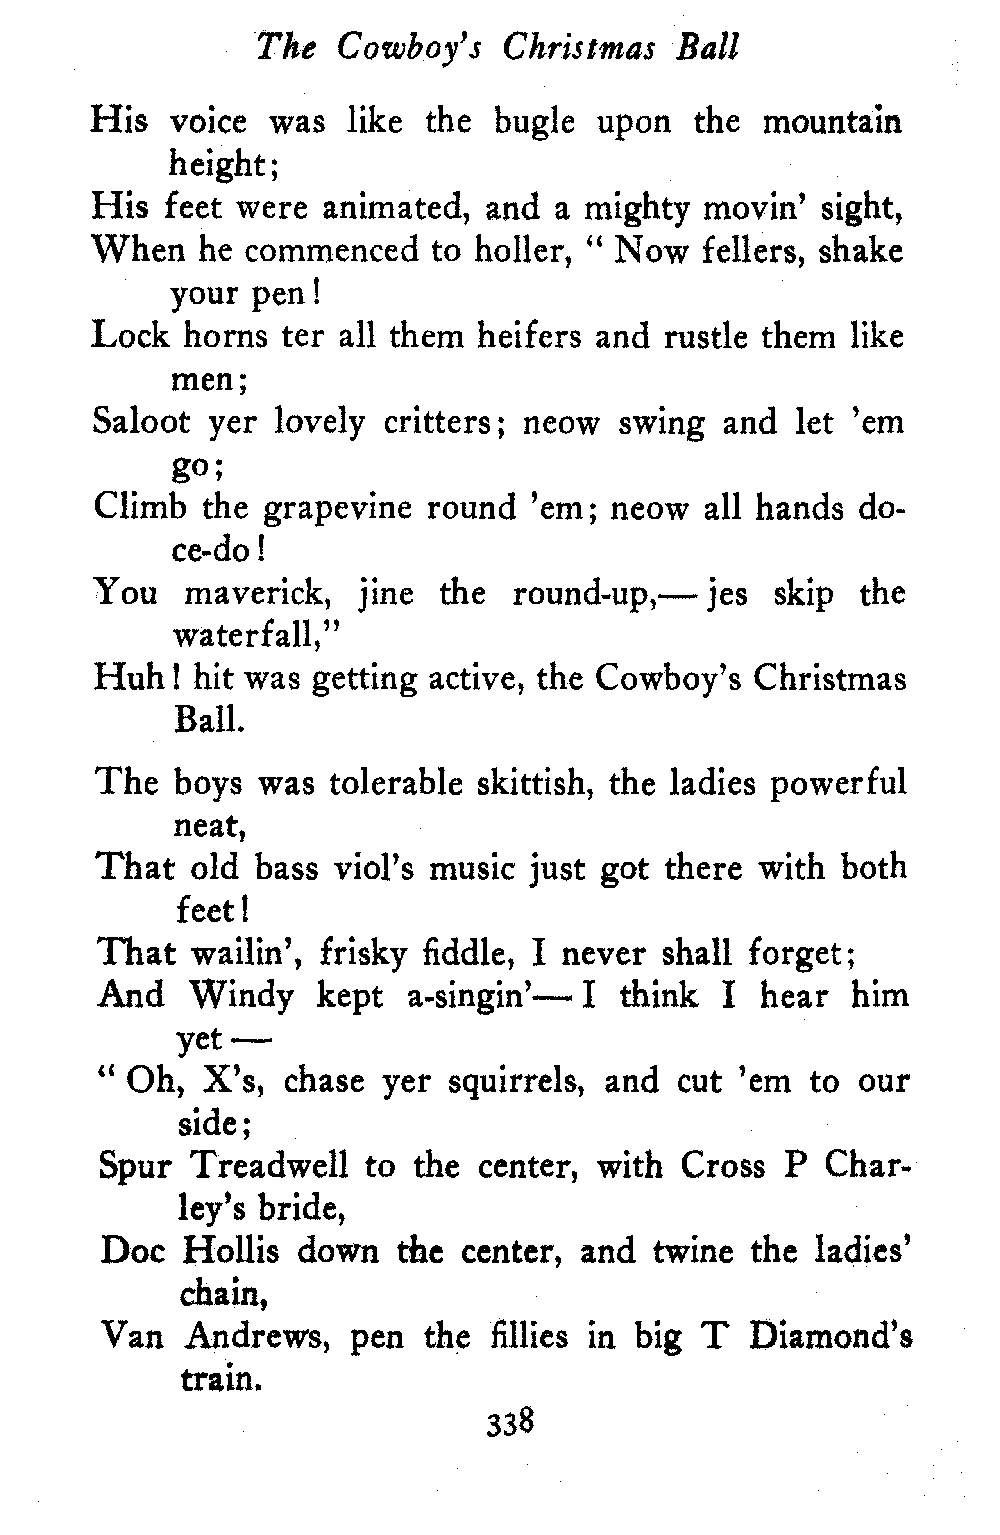 The Cowboy's Christmas Ball
His voice was like the bugle upon the mountain
height;
His feet were animated, and a mighty movin' sight,
When he commenced to holler, " Now fellers, shake
your pen!
Lock horns ter all them heifers and rustle them like
men;
Saloot yer lovely critters; neow swing and let 'em
go;
Climb the grapevine round 'em; neow all hands do-
ce-do!
You maverick, jine the round-up,— jes skip the
waterfall,"
Huh! hit was getting active, the Cowboy's Christmas
Ball.
The boys was tolerable skittish, the ladies powerful
neat,
That old bass viol's music just got there with both
feet!
That wailin', frisky fiddle, I never shall forget;
And Windy kept a-singin'— I think I hear him
yet —
" Oh, X's, chase yer squirrels, and cut 'em to our
side;
Spur Treadwell to the center, with Cross P Char-
ley's bride,
Doc Hollis down the center, and twine the ladies'
chain,
Van Andrews, pen the fillies in big T Diamond's
train.
338